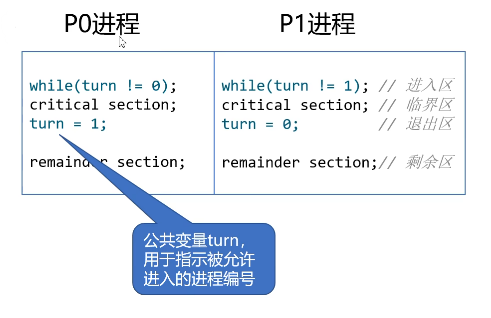 P0进程
P1进程
while(turn != 0);
critical section;
turn = 1;
remainder section;
while(turn != 1); // 进入区
critical section; // 临界区
turn = 0; // 退出区
remainder section;// 剩余区
公共变量turn,
用于指示被允许
进入的进程编号